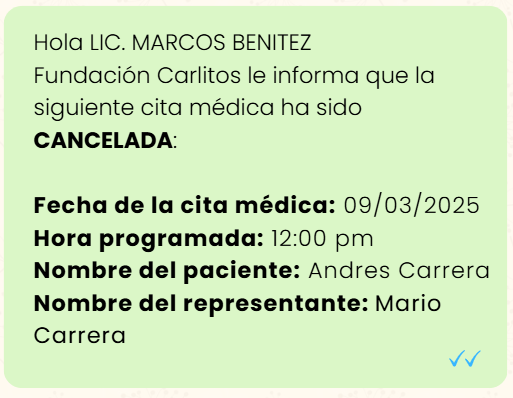 Hola LIC. MARCOS BENITEZ
Fundación Carlitos le informa que la
siguiente cita médica ha sido
CANCELADA:
Fecha de la cita médica: 09/03/2025
Hora programada: 12:00 pm
Nombre del paciente: Andres Carrera
Nombre del representante: Mario
Carrera